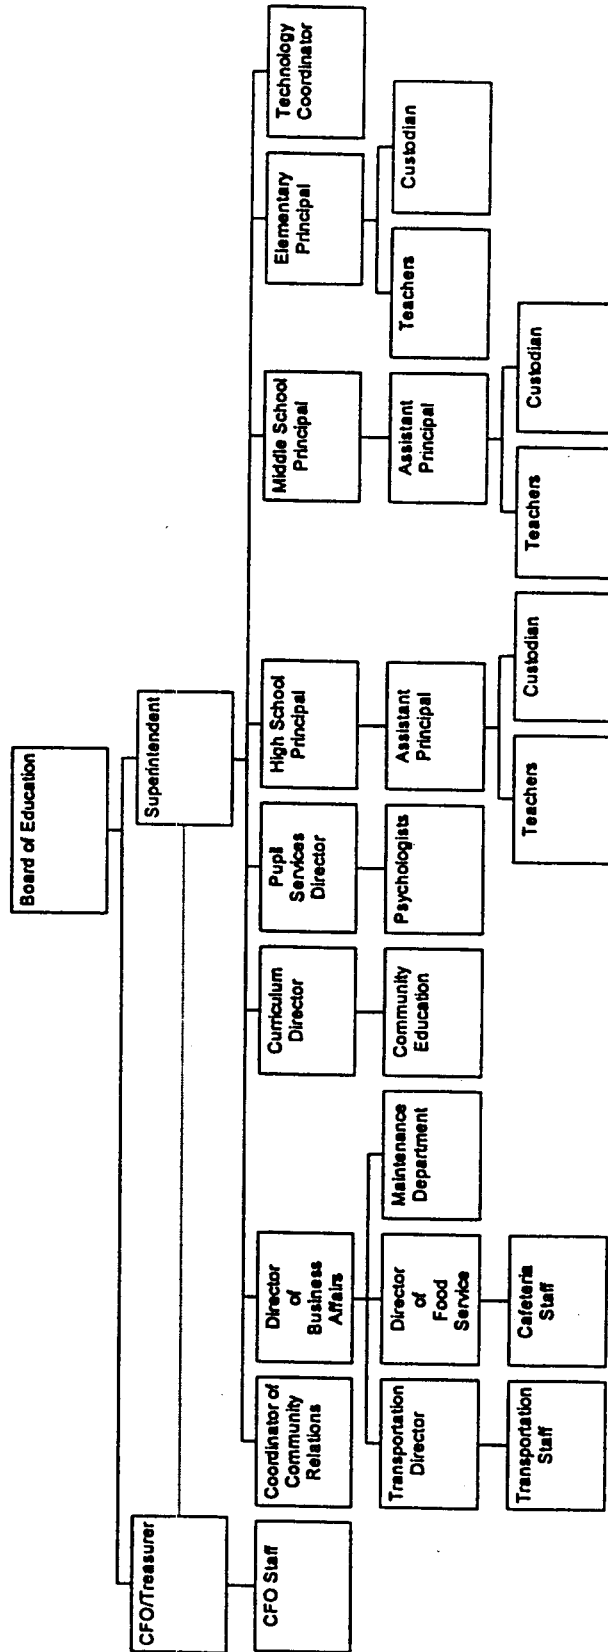 Board of Education
CFO/Treasurer
Superintendent
CFO Staff
Coordinator of
Community
Relations
Director
of
Business
Affairs
Curriculum
Director
Pupil
Services
Director
High School
Principal
Middle School
Principal
Elementary
Principal
Technology
Coordinator
Transportation
Director
Director
of
Food
Service
Maintenance
Department
Community
Education
Psychologists
Assistant
Principal
Assistant
Principal
Teachers
Custodian
Transportation
Staff
Cafeteria
Staff
Teachers
Custodian
Teachers
Custodian